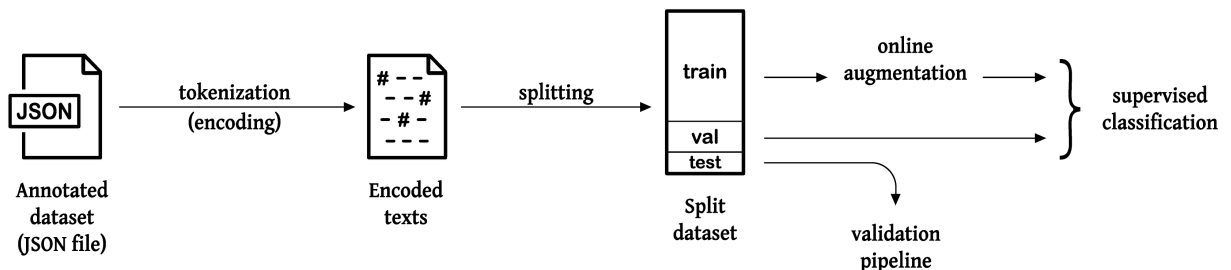 JSON
Annotated
dataset
(JSON file)
tokenization
(encoding)
# - -
- - #
- # -
- - - -
Encoded
texts
splitting
train
val
test
Split
dataset
online
augmentation
validation
pipeline
supervised
classification